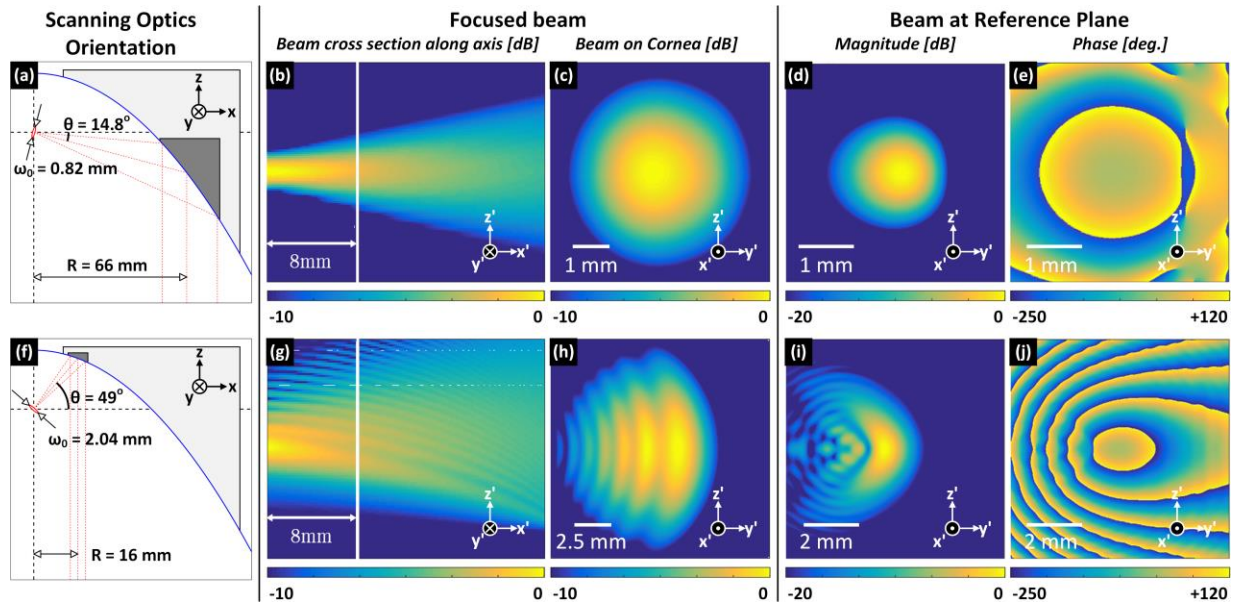 Scanning Optics
Orientation
Focused beam
Beam at Reference Plane
Beam cross section along axis [dB]
Beam on Cornea [dB]
Magnitude [dB]
Phase [deg.]
(a)
z
x
y
θ = 14.8°
ω₀ = 0.82 mm
R = 66 mm
(b)
8mm
z'
x'
y'
-10
0
(c)
1 mm
z'
y'
x'
-10
0
(d)
1 mm
z'
y'
x'
-20
0
(e)
1 mm
z'
y'
x'
-250
+120
(f)
z
x
y
θ = 49°
ω₀ = 2.04 mm
R = 16 mm
(g)
8mm
z'
x'
y'
-10
0
(h)
2.5 mm
z'
y'
x'
-10
0
(i)
2 mm
z'
y'
x'
-20
0
(j)
2 mm
z'
y'
x'
-250
+120